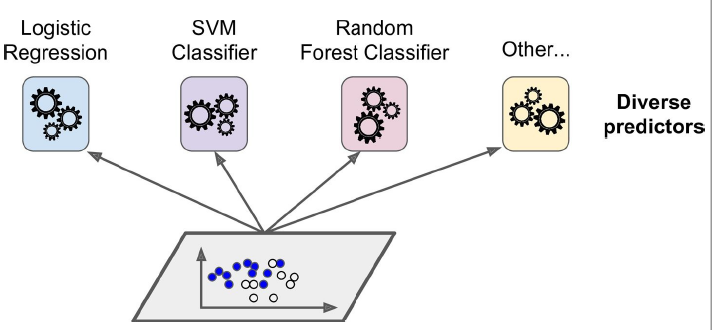 Logistic
Regression
SVM
Classifier
Random
Forest Classifier
Other...
Diverse
predictors